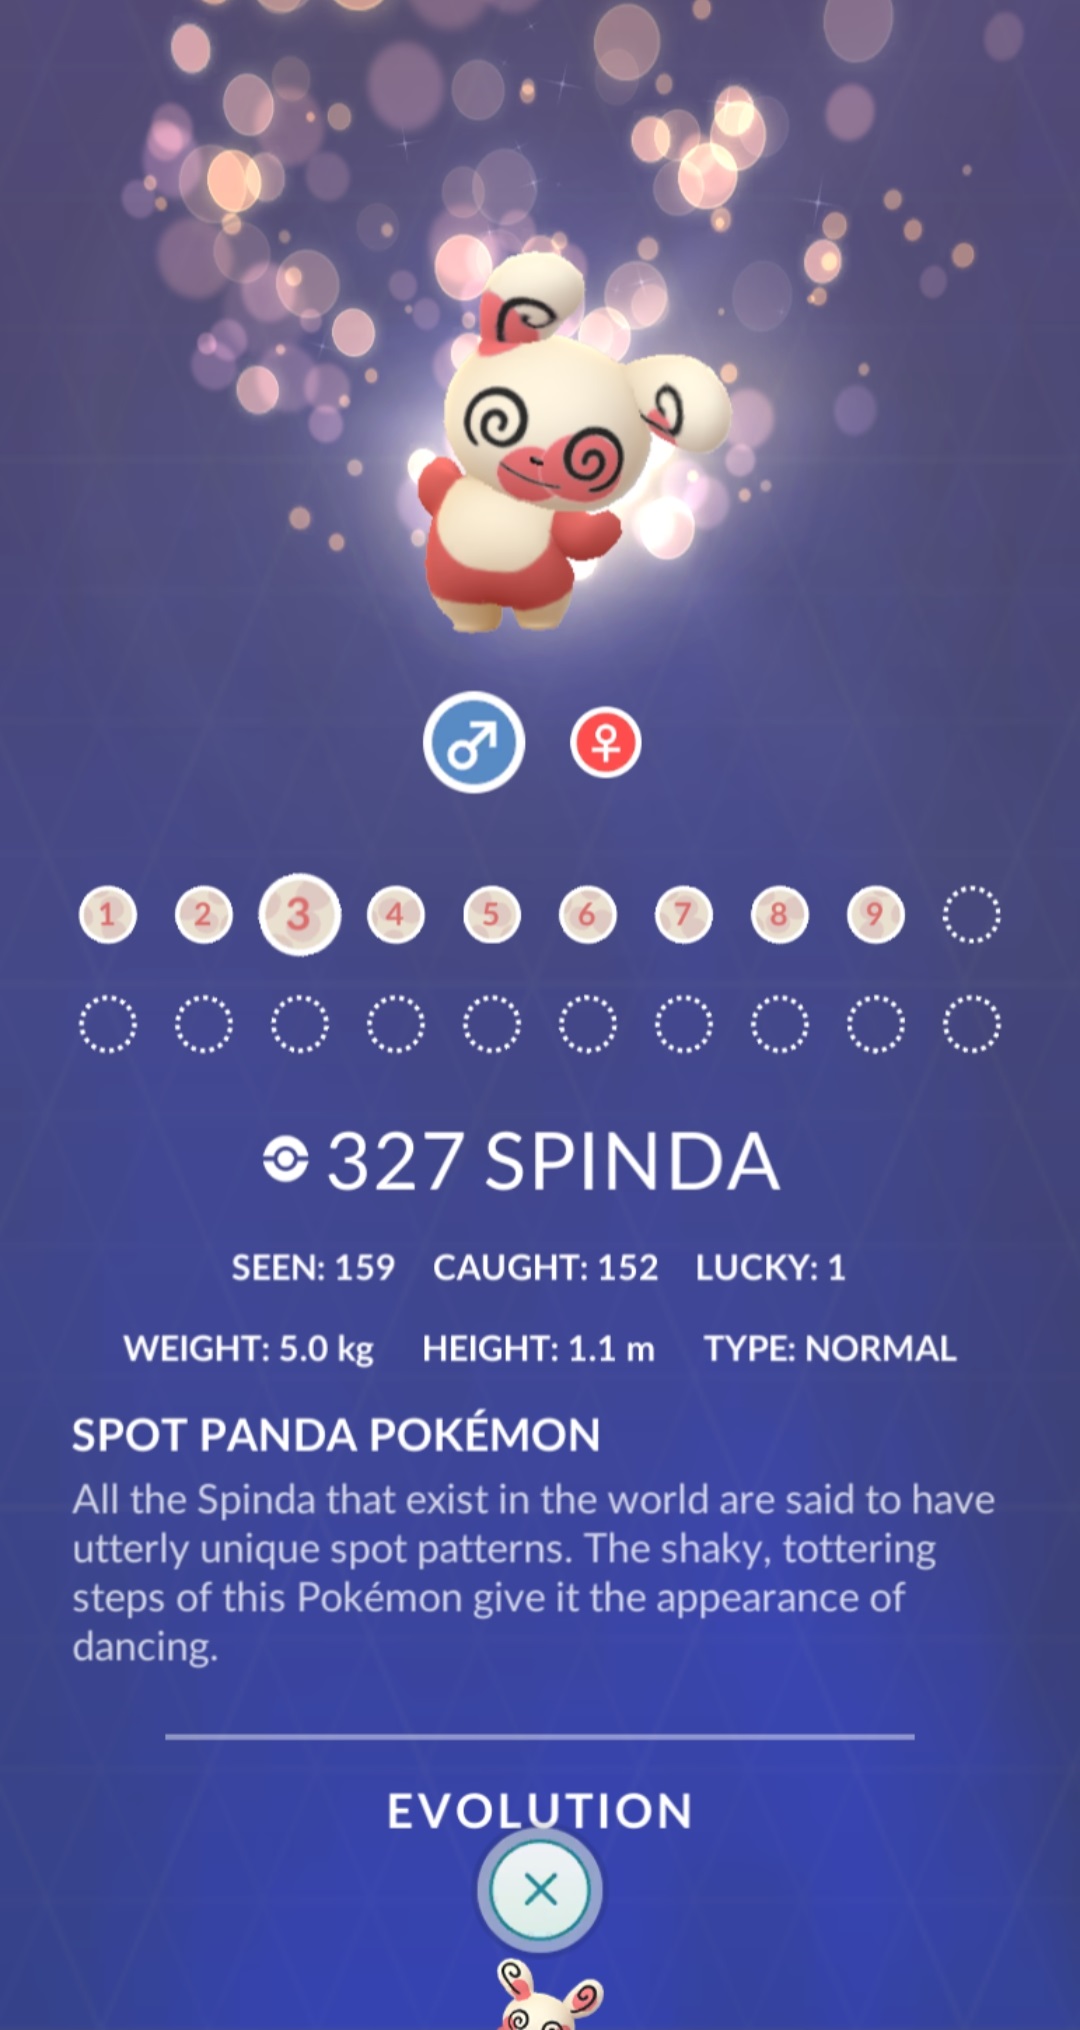 1 2 3 4 5 6 7 8 9
327 SPINDA
SEEN: 159 CAUGHT: 152 LUCKY: 1
WEIGHT: 5.0 kg HEIGHT: 1.1 m TYPE: NORMAL
SPOT PANDA POKÉMON
All the Spinda that exist in the world are said to have
utterly unique spot patterns. The shaky, tottering
steps of this Pokémon give it the appearance of
dancing.
EVOLUTION